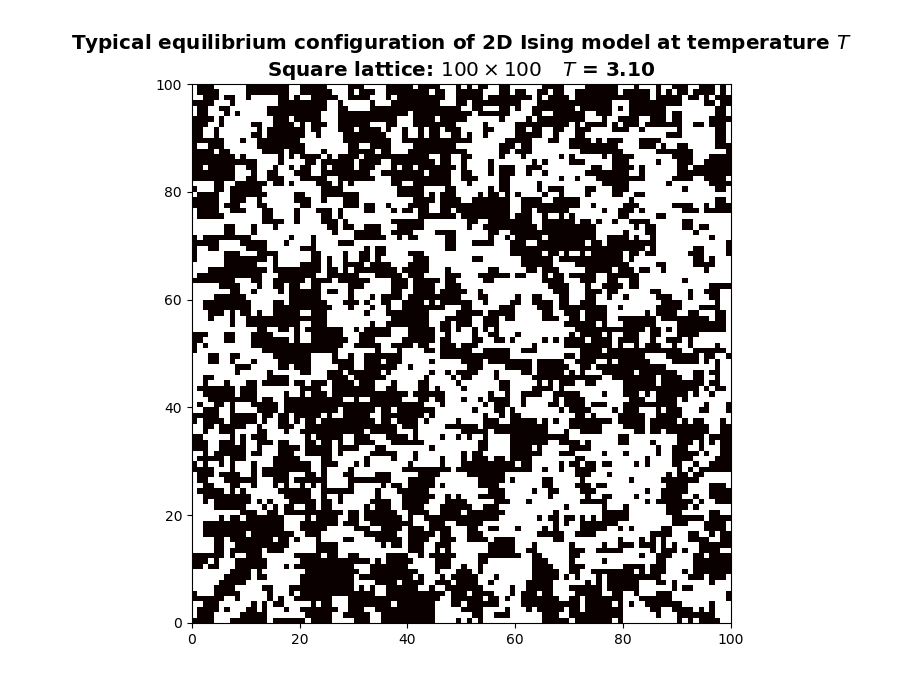 Typical equilibrium configuration of 2D Ising model at temperature T
Square lattice: 100 × 100 T = 3.10
100
80
60
40
20
0
0 20 40 60 80 100